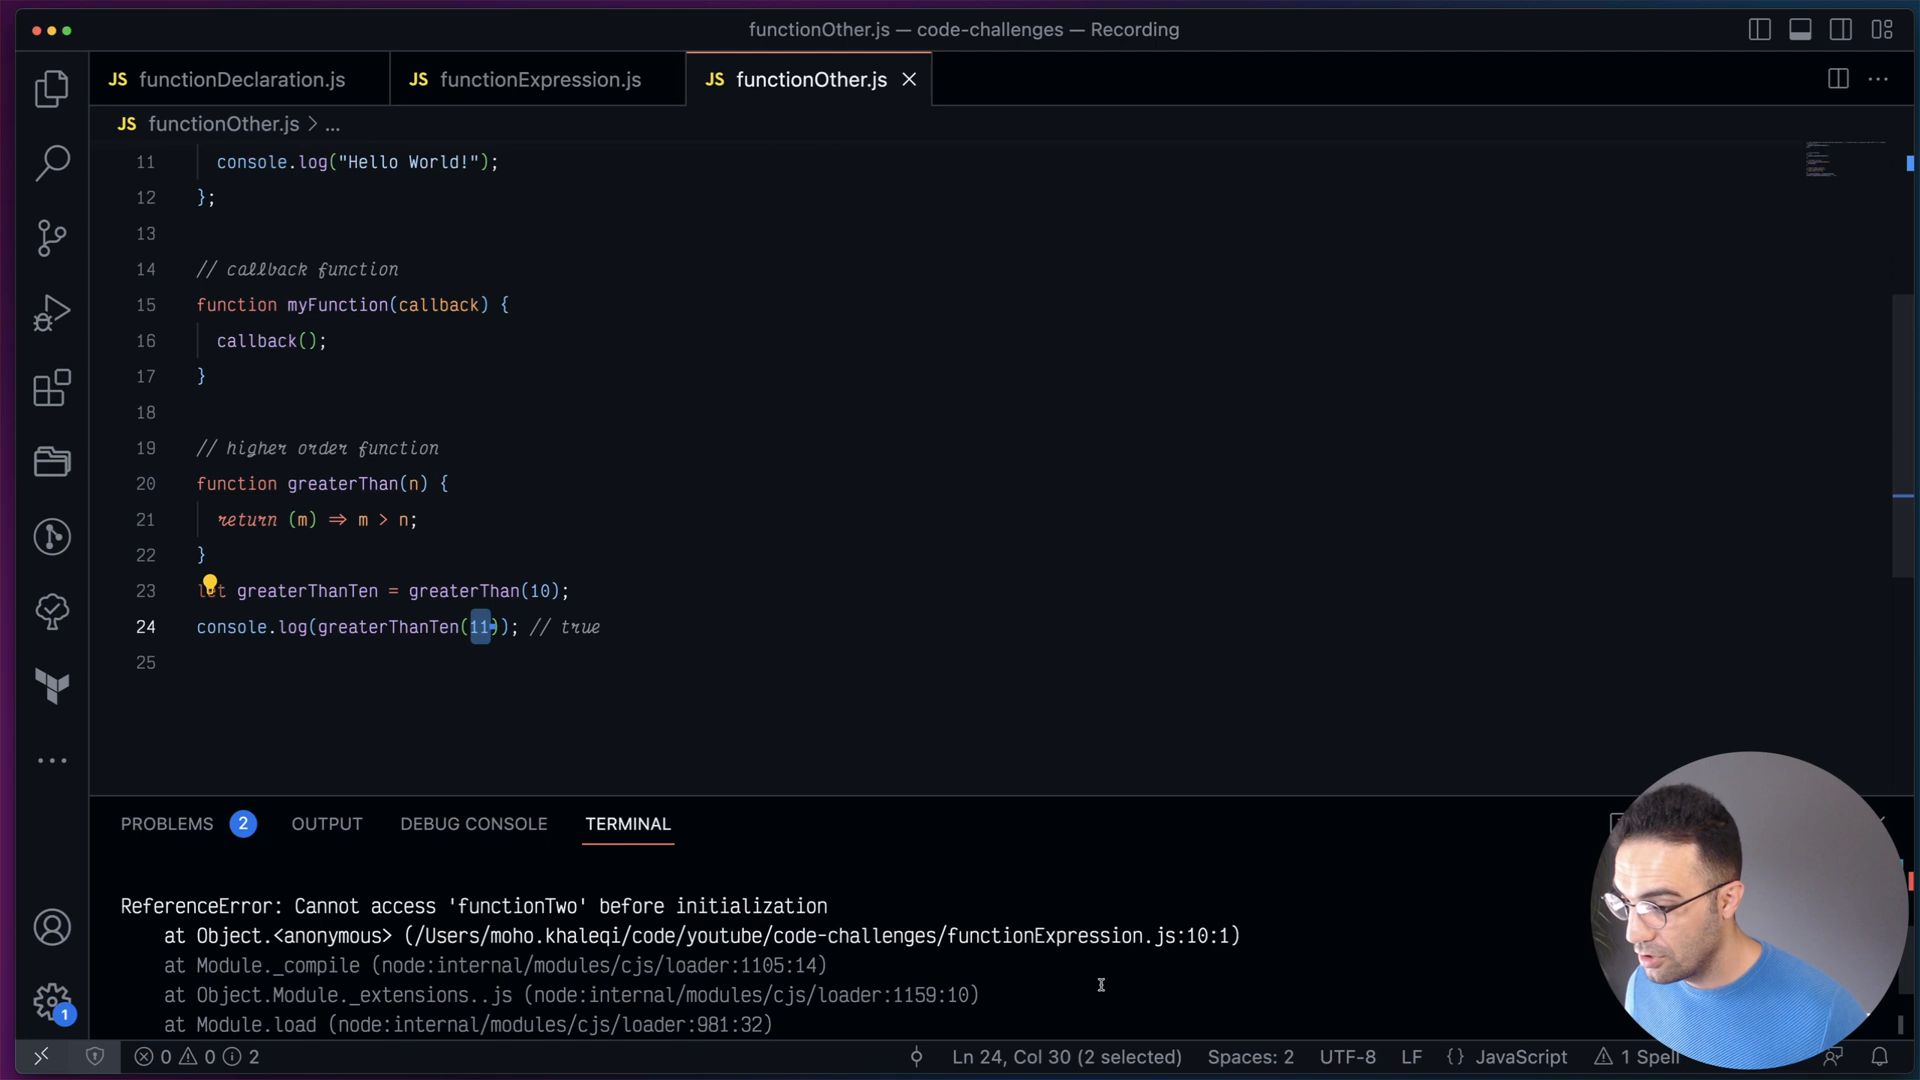 functionOther.js — code-challenges — Recording
JS functionDeclaration.js JS functionExpression.js JS functionOther.js
JS functionOther.js > ...
11 console.log("Hello World!");
12 };
13
14 // callback function
15 function myFunction(callback) {
16 callback();
17 }
18
19 // higher order function
20 function greaterThan(n) {
21 return (m) => m > n;
22 }
23 let greaterThanTen = greaterThan(10);
24 console.log(greaterThanTen(11)); // true
25
PROBLEMS 2 OUTPUT DEBUG CONSOLE TERMINAL
ReferenceError: Cannot access 'functionTwo' before initialization
at Object.<anonymous> (/Users/moho.khaleqi/code/youtube/code-challenges/functionExpression.js:10:1)
at Module._compile (node:internal/modules/cjs/loader:1105:14)
at Object.Module._extensions..js (node:internal/modules/cjs/loader:1159:10)
at Module.load (node:internal/modules/cjs/loader:981:32)
1
0 0 2 Ln 24, Col 30 (2 selected) Spaces: 2 UTF-8 LF {} JavaScript 1 Spell